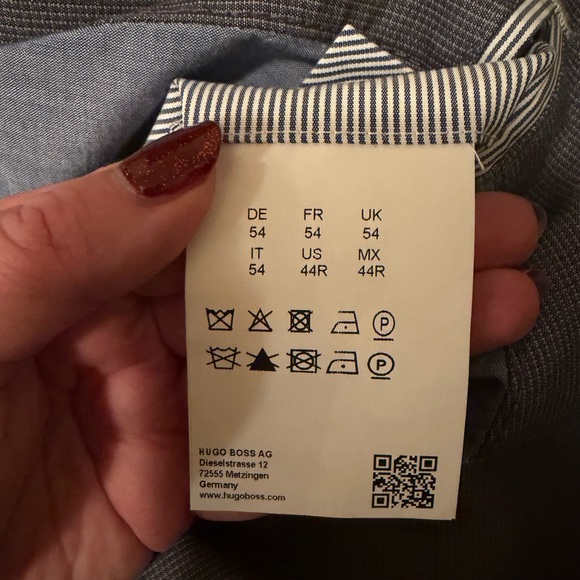 DE FR UK
54 54 54
IT US MX
54 44R 44R
P
P
HUGO BOSS AG
Dieselstrasse 12
72555 Metzingen
Germany
www.hugoboss.com